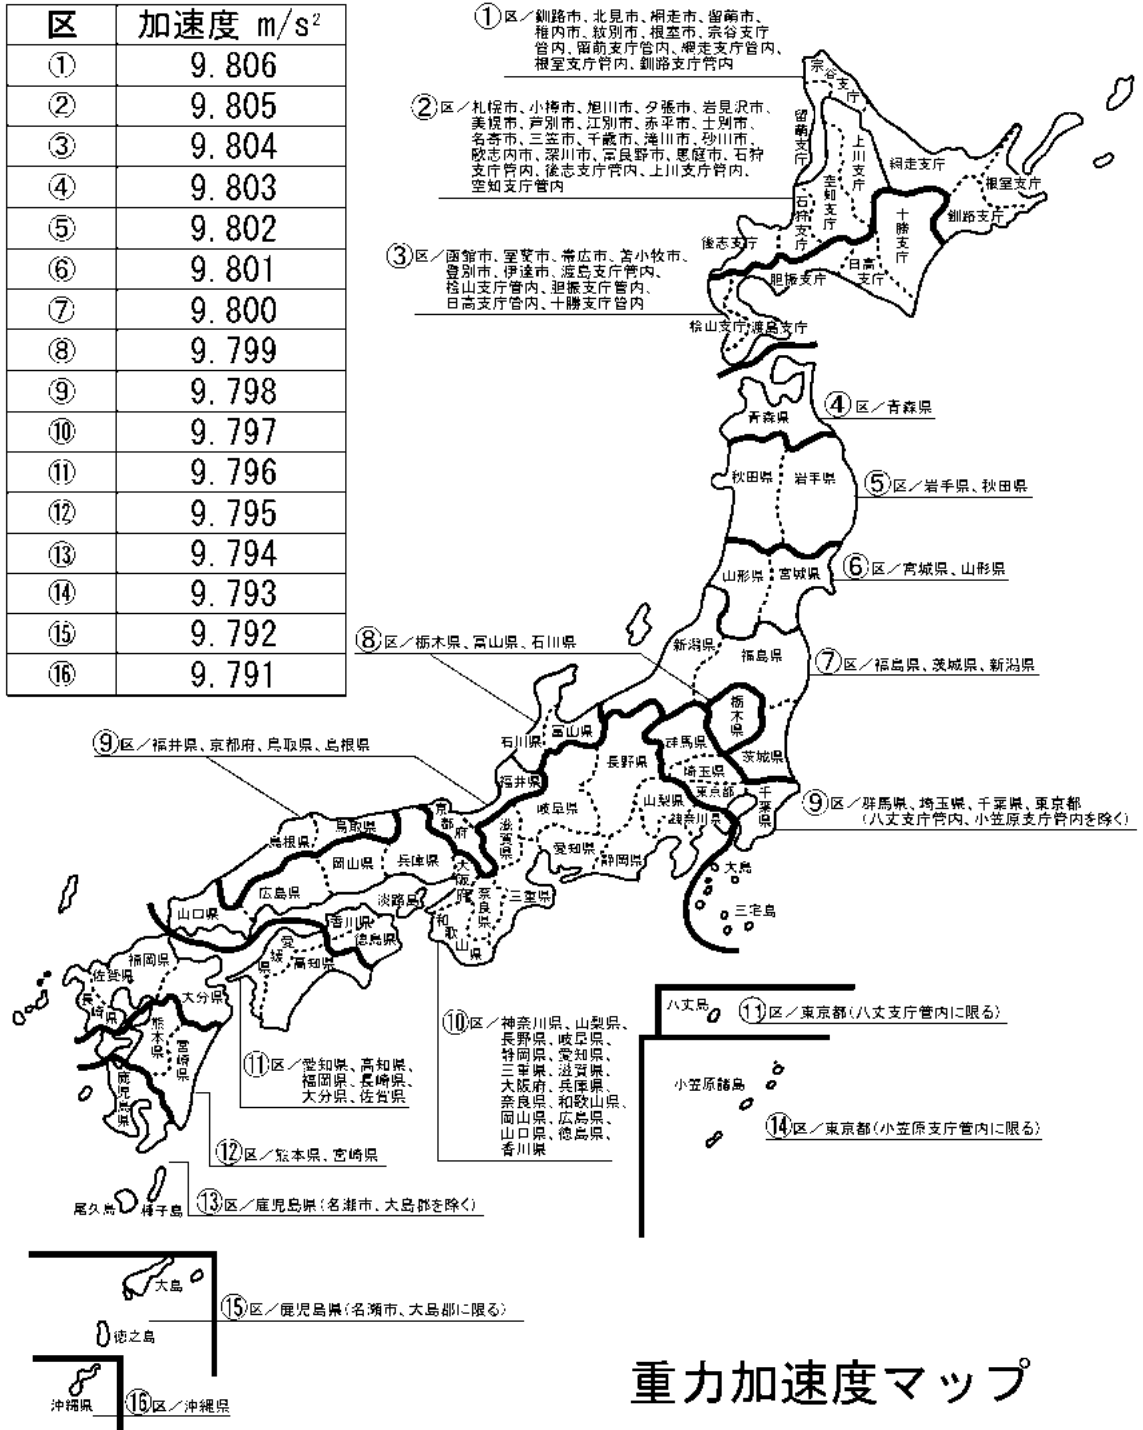 区 加速度 m/s²
① 9.806
② 9.805
③ 9.804
④ 9.803
⑤ 9.802
⑥ 9.801
⑦ 9.800
⑧ 9.799
⑨ 9.798
⑩ 9.797
⑪ 9.796
⑫ 9.795
⑬ 9.794
⑭ 9.793
⑮ 9.792
⑯ 9.791
①区／釧路市、北見市、網走市、留萌市、
稚内市、紋別市、根室市、宗谷支庁
管内、留萌支庁管内、網走支庁管内、
根室支庁管内、釧路支庁管内
②区／札幌市、小樽市、旭川市、夕張市、岩見沢市、
美幌市、芦別市、江別市、赤平市、士別市、
名寄市、三笠市、千歳市、滝川市、砂川市、
歌志内市、深川市、富良野市、恵庭市、石狩
支庁管内、後志支庁管内、上川支庁管内、
空知支庁管内
③区／函館市、室蘭市、帯広市、苫小牧市、
登別市、伊達市、渡島支庁管内、
桧山支庁管内、胆振支庁管内、
日高支庁管内、十勝支庁管内
宗谷支庁
留萌支庁
上川支庁
網走支庁
空知支庁
石狩支庁
根室支庁
釧路支庁
十勝支庁
後志支庁
日高支庁
胆振支庁
桧山支庁
渡島支庁
青森県
④区／青森県
秋田県
岩手県
⑤区／岩手県、秋田県
山形県
宮城県
⑥区／宮城県、山形県
新潟県
福島県
⑦区／福島県、茨城県、新潟県
⑧区／栃木県、富山県、石川県
栃木県
茨城県
群馬県
富山県
石川県
長野県
埼玉県
東京都
千葉県
⑨区／福井県、京都府、鳥取県、島根県
⑨区／群馬県、埼玉県、千葉県、東京都
（八丈支庁管内、小笠原支庁管内を除く）
福井県
岐阜県
山梨県
神奈川県
京都府
滋賀県
愛知県
静岡県
鳥取県
島根県
岡山県
兵庫県
大阪府
奈良県
三重県
広島県
淡路島
和歌山県
山口県
香川県
徳島県
愛媛県
高知県
大島
三宅島
福岡県
佐賀県
長崎県
大分県
熊本県
宮崎県
鹿児島県
⑩区／神奈川県、山梨県、
長野県、岐阜県、
静岡県、愛知県、
三重県、滋賀県、
大阪府、兵庫県、
奈良県、和歌山県、
岡山県、広島県、
山口県、徳島県、
香川県
⑪区／愛知県、高知県、
福岡県、長崎県、
大分県、佐賀県
八丈島
⑪区／東京都（八丈支庁管内に限る）
小笠原諸島
⑭区／東京都（小笠原支庁管内に限る）
⑫区／熊本県、宮崎県
⑬区／鹿児島県（名瀬市、大島郡を除く）
尾久島
種子島
大島
⑮区／鹿児島県（名瀬市、大島郡に限る）
徳之島
沖縄県
⑯区／沖縄県
重力加速度マップ